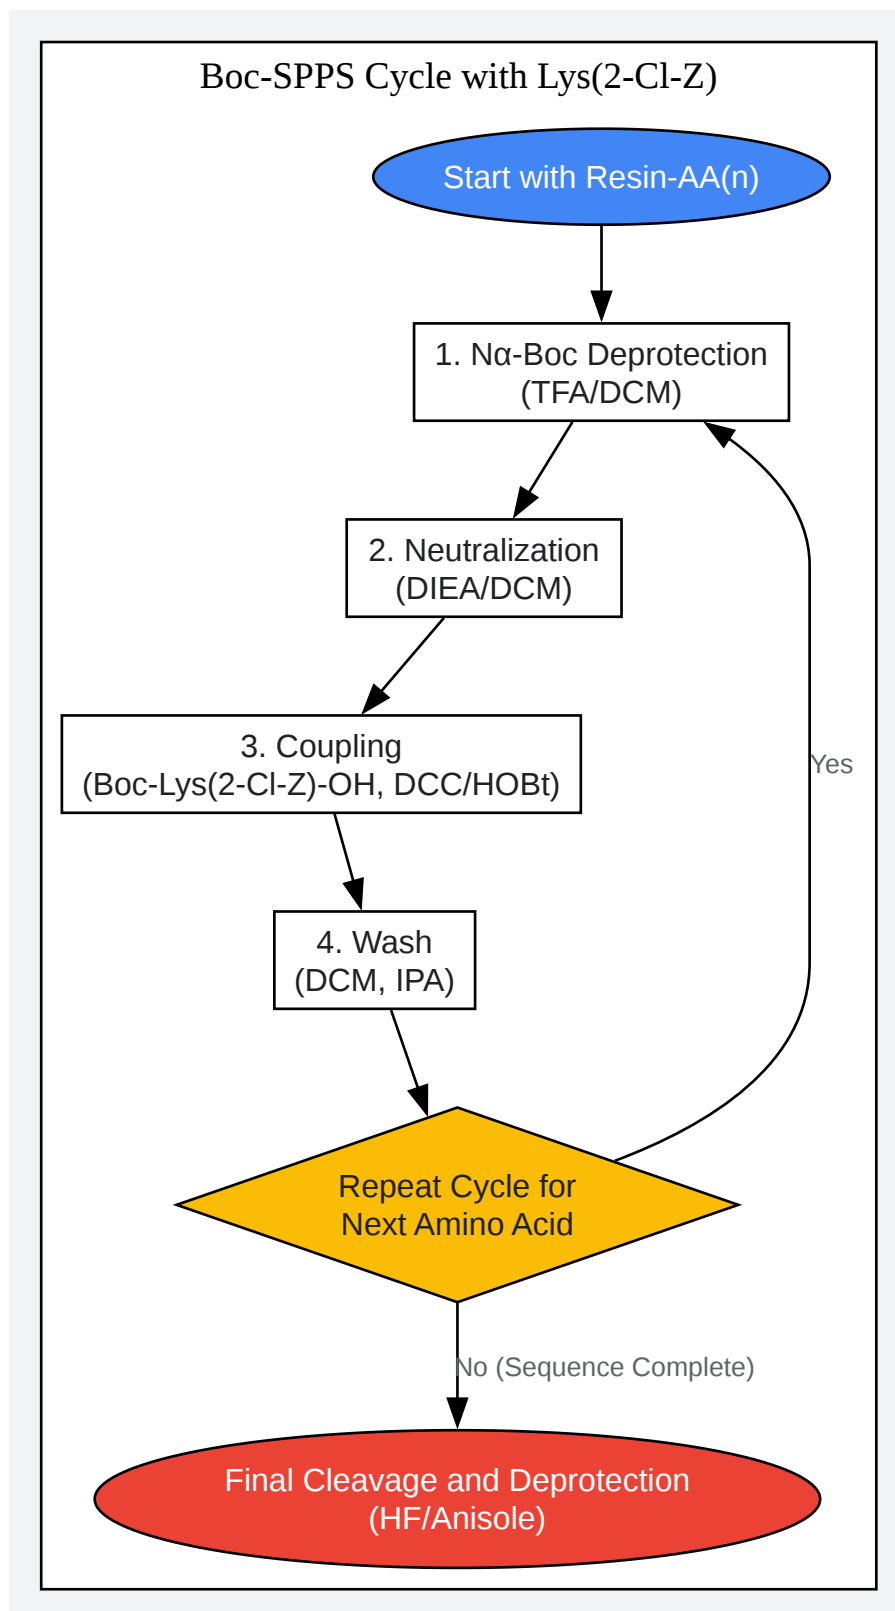 Boc-SPPS Cycle with Lys(2-Cl-Z)
Start with Resin-AA(n)
1. Nα-Boc Deprotection
(TFA/DCM)
2. Neutralization
(DIEA/DCM)
3. Coupling
(Boc-Lys(2-Cl-Z)-OH, DCC/HOBt)
Yes
4. Wash
(DCM, IPA)
Repeat Cycle for
Next Amino Acid
No (Sequence Complete)
Final Cleavage and Deprotection
(HF/Anisole)